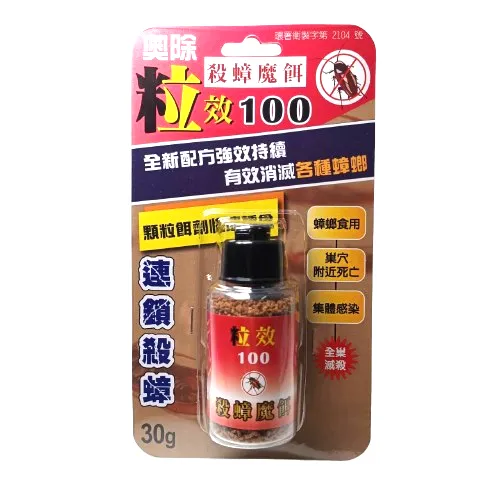 奧除
環署衛製字第 2104 號
殺蟑魔餌
粒效100
全新配方強效持續
有效消滅各種蟑螂
顆粒餌劑
連鎖殺蟑
蟑螂食用
巢穴
附近死亡
集體感染
全巢
滅殺
粒效
100
殺蟑魔餌
30g